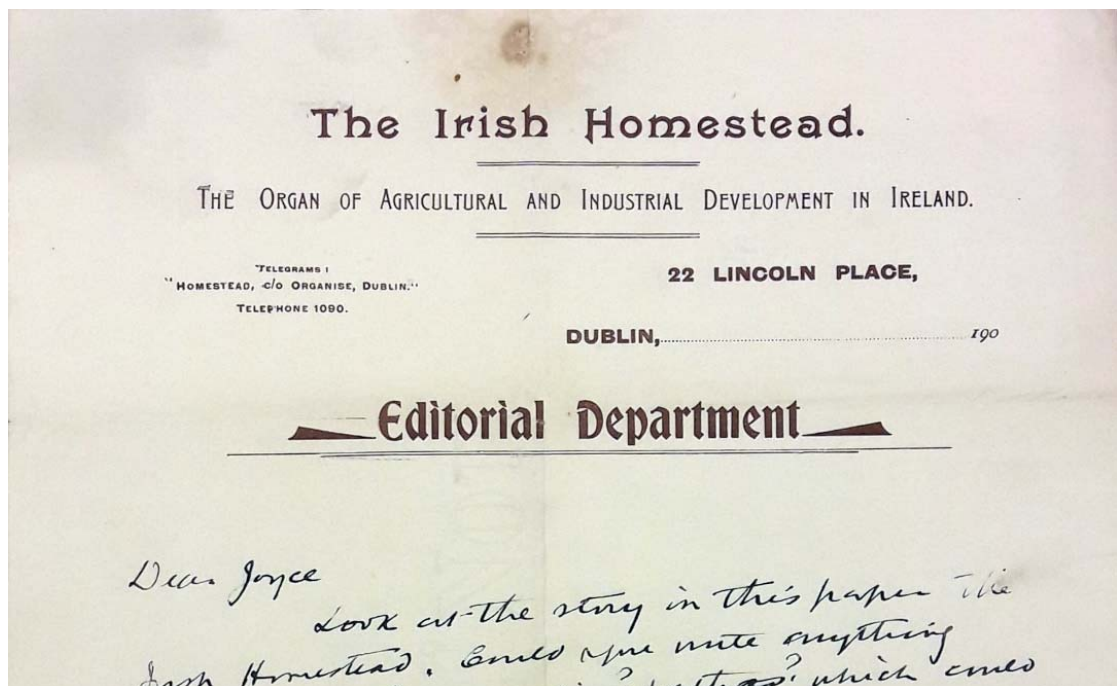 The Irish Homestead.
THE ORGAN OF AGRICULTURAL AND INDUSTRIAL DEVELOPMENT IN IRELAND.
TELEGRAMS:
"HOMESTEAD, c/o ORGANISE, DUBLIN."
TELEPHONE 1090.
22 LINCOLN PLACE,
DUBLIN, 190
Editorial Department
Dear Joyce
Look at the story in this paper The
Irish Homestead. Could you write anything
which could